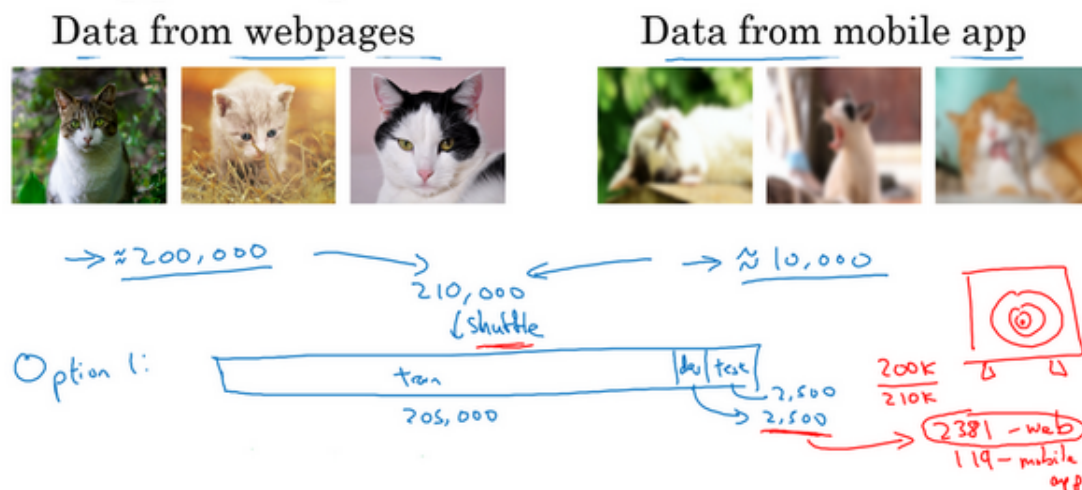 Data from webpages
Data from mobile app
→ ≈ 200,000
→ ≈ 10,000
210,000
↓ shuffle
Option 1:
train
dev
test
205,000
2,500
2,500
200K
210K
2381 - web
119 - mobile
app